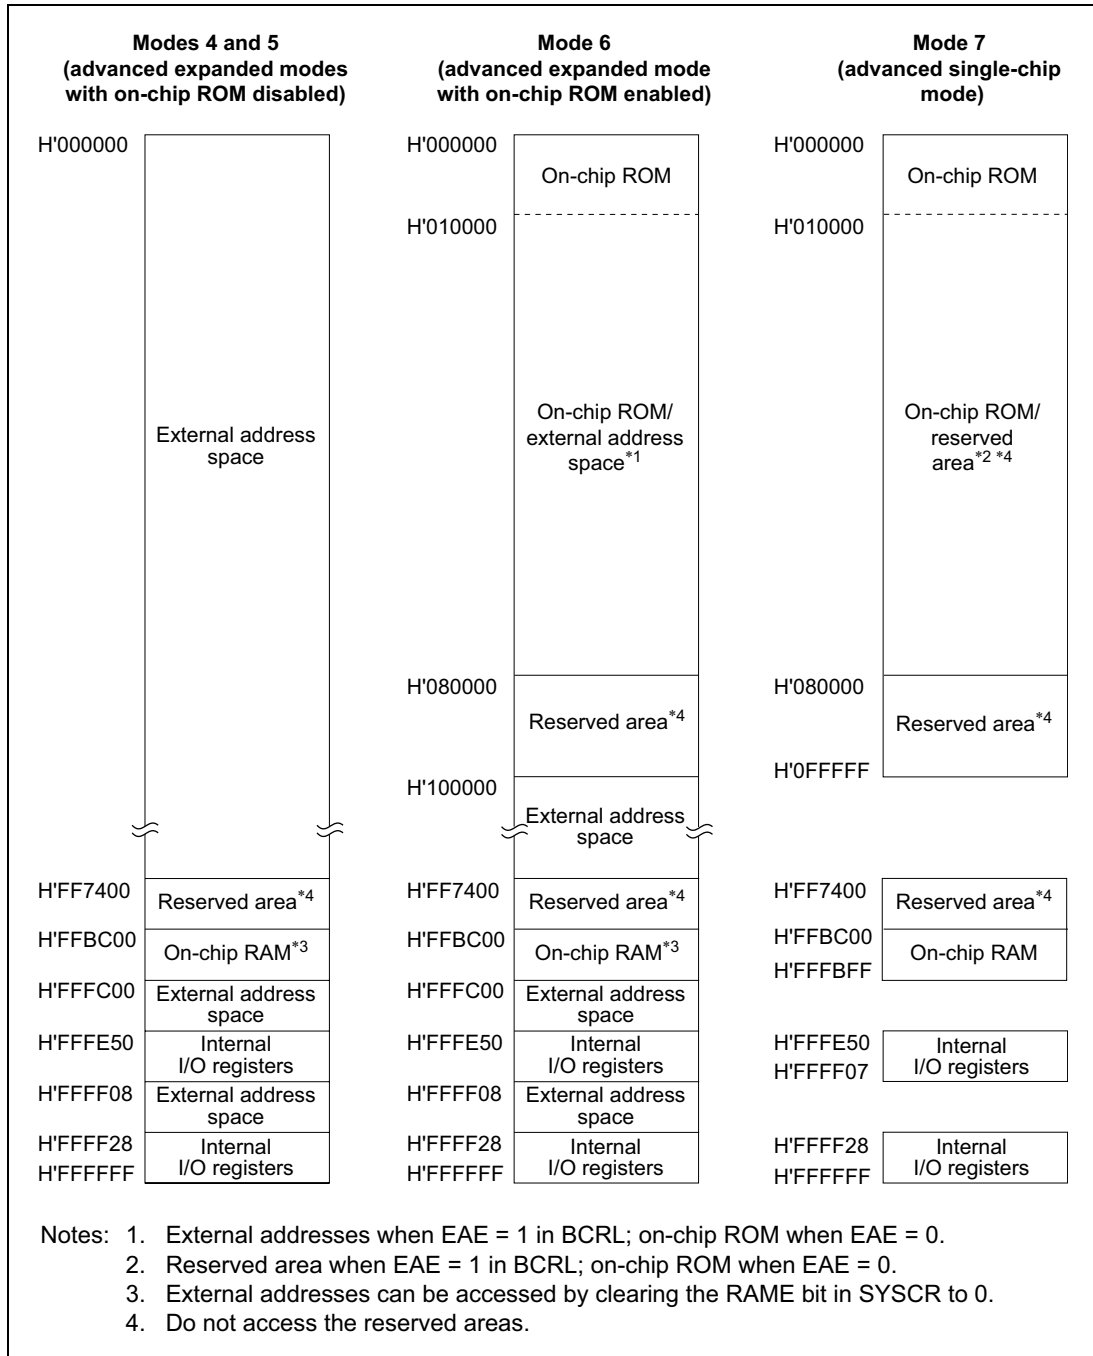 Modes 4 and 5
(advanced expanded modes
with on-chip ROM disabled)
H'000000
External address
space
H'FF7400
Reserved area*4
H'FFBC00
On-chip RAM*3
H'FFFC00
External address
space
H'FFFE50
Internal
I/O registers
H'FFFF08
External address
space
H'FFFF28
Internal
I/O registers
H'FFFFFF
Mode 6
(advanced expanded mode
with on-chip ROM enabled)
H'000000
On-chip ROM
H'010000
On-chip ROM/
external address
space*1
H'080000
Reserved area*4
H'100000
External address
space
H'FF7400
Reserved area*4
H'FFBC00
On-chip RAM*3
H'FFFC00
External address
space
H'FFFE50
Internal
I/O registers
H'FFFF08
External address
space
H'FFFF28
Internal
I/O registers
H'FFFFFF
Mode 7
(advanced single-chip
mode)
H'000000
On-chip ROM
H'010000
On-chip ROM/
reserved
area*2 *4
H'080000
Reserved area*4
H'0FFFFF
H'FF7400
Reserved area*4
H'FFBC00
On-chip RAM
H'FFFBFF
H'FFFE50
Internal
I/O registers
H'FFFF07
H'FFFF28
Internal
I/O registers
H'FFFFFF
Notes: 1. External addresses when EAE = 1 in BCRL; on-chip ROM when EAE = 0.
2. Reserved area when EAE = 1 in BCRL; on-chip ROM when EAE = 0.
3. External addresses can be accessed by clearing the RAME bit in SYSCR to 0.
4. Do not access the reserved areas.